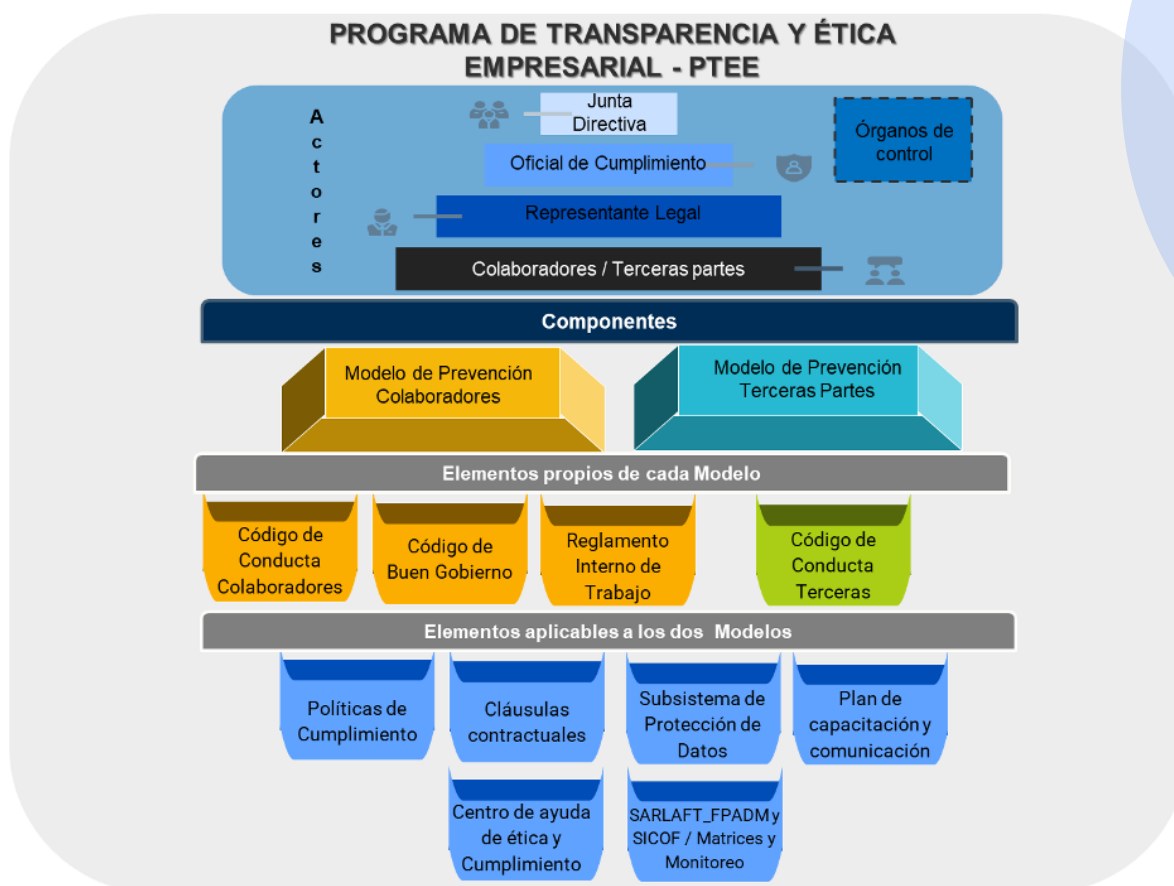 PROGRAMA DE TRANSPARENCIA Y ÉTICA
EMPRESARIAL - PTEE
Actores
Junta
Directiva
Órganos de
control
Oficial de Cumplimiento
Representante Legal
Colaboradores / Terceras partes
Componentes
Modelo de Prevención
Colaboradores
Modelo de Prevención
Terceras Partes
Elementos propios de cada Modelo
Código de
Conducta
Colaboradores
Código de
Buen Gobierno
Reglamento
Interno de
Trabajo
Código de
Conducta
Terceras
Elementos aplicables a los dos Modelos
Políticas de
Cumplimiento
Cláusulas
contractuales
Subsistema de
Protección de
Datos
Plan de
capacitación y
comunicación
Centro de ayuda
de ética y
Cumplimiento
SARLAFT_FPADM y
SICOF / Matrices y
Monitoreo